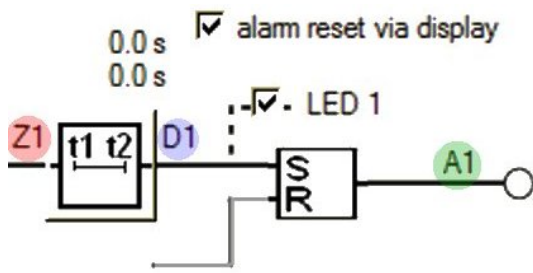 0.0 s
0.0 s
alarm reset via display
LED 1
Z1
t1 t2
D1
S
R
A1